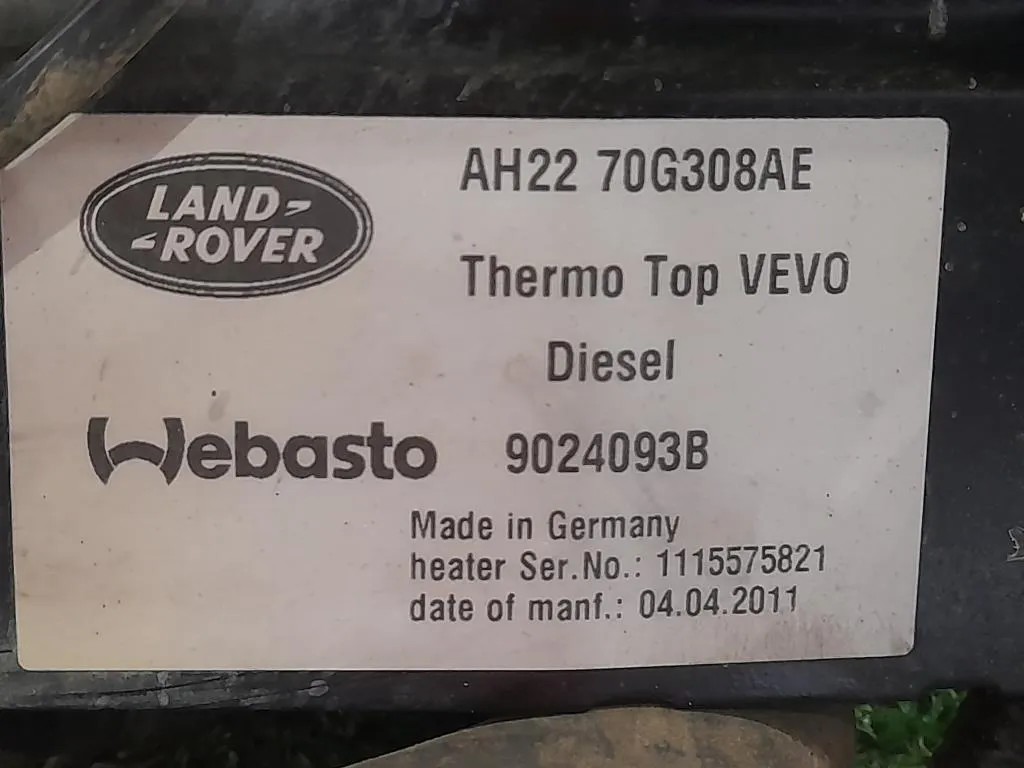 LAND
ROVER
AH22 70G308AE
Thermo Top VEVO
Diesel
Webasto 9024093B
Made in Germany
heater Ser.No.: 1115575821
date of manf.: 04.04.2011